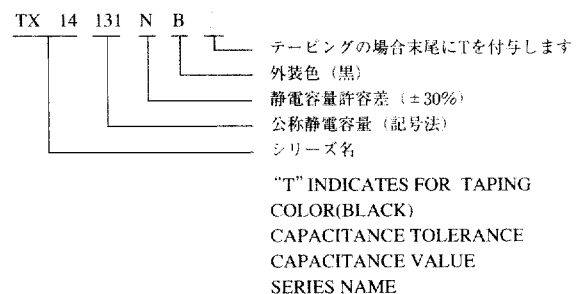 TX 14 131 N B
テーピングの場合末尾にTを付与します
外装色（黒）
静電容量許容差（±30%）
公称静電容量（記号法）
シリーズ名
“T” INDICATES FOR TAPING
COLOR(BLACK)
CAPACITANCE TOLERANCE
CAPACITANCE VALUE
SERIES NAME